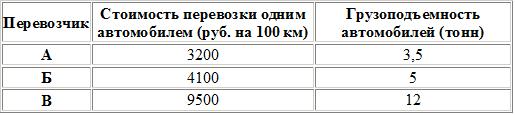 Перевозчик Стоимость перевозки одним автомобилем (руб. на 100 км) Грузоподъемность автомобилей (тонн)
А 3200 3,5
Б 4100 5
В 9500 12